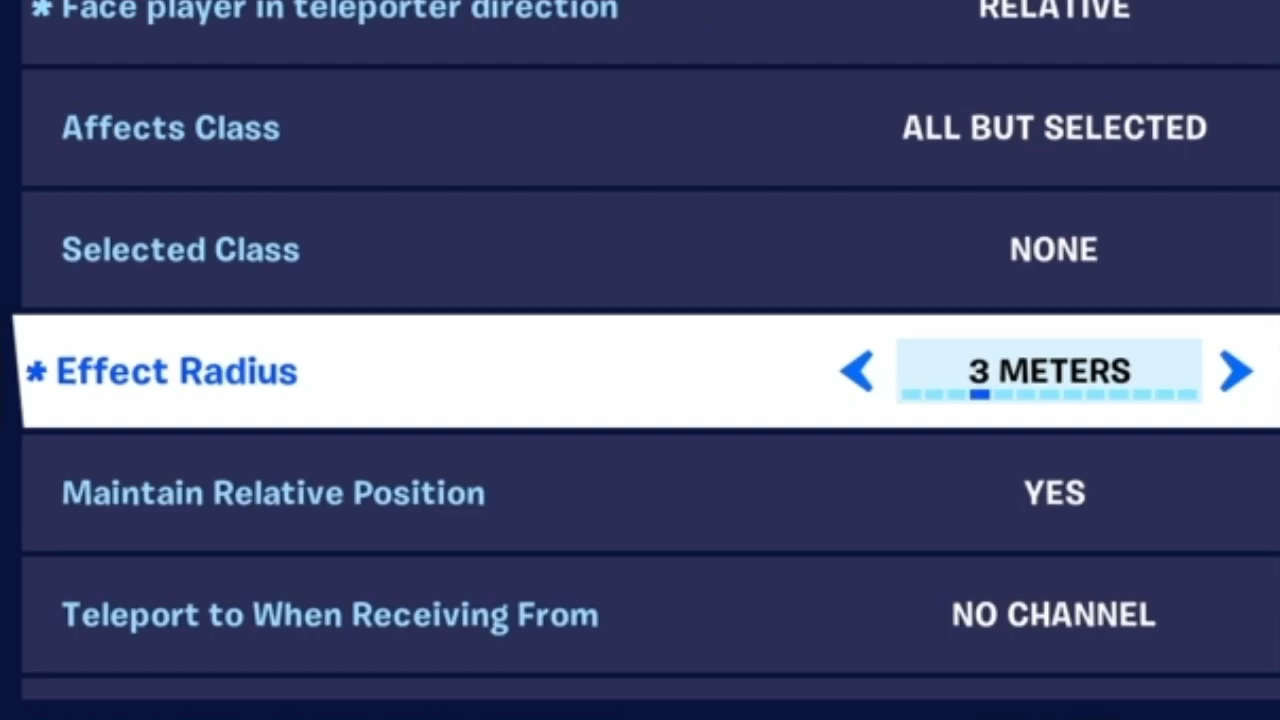 * Face player in teleporter direction RELATIVE
Affects Class ALL BUT SELECTED
Selected Class NONE
* Effect Radius 3 METERS
Maintain Relative Position YES
Teleport to When Receiving From NO CHANNEL